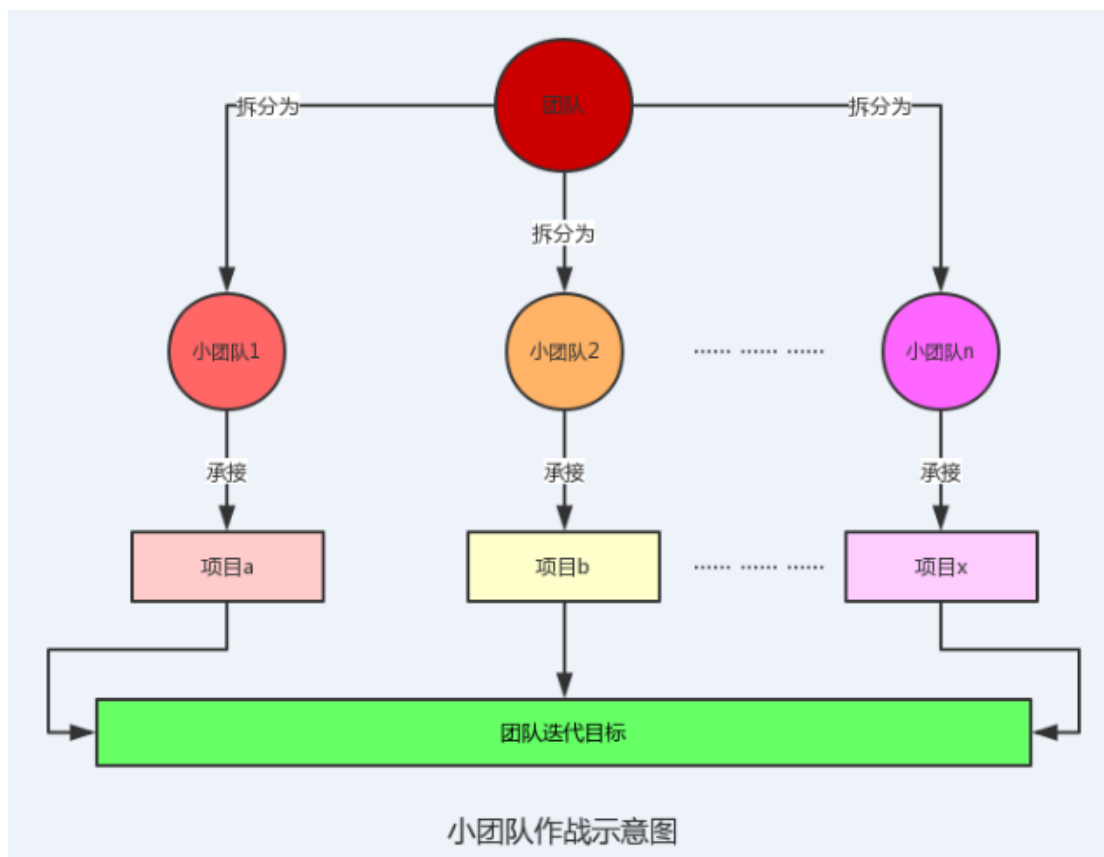 团队
拆分为
拆分为
拆分为
小团队1
小团队2
…… …… ……
小团队n
承接
承接
承接
项目a
项目b
…… …… ……
项目x
团队迭代目标
小团队作战示意图